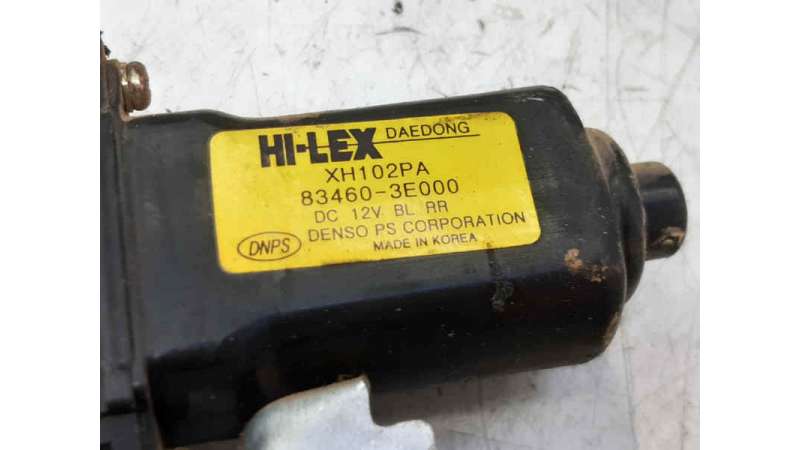 HI-LEX DAEDONG
XH102PA
83460-3E000
DC 12V BL RR
DNPS DENSO PS CORPORATION
MADE IN KOREA